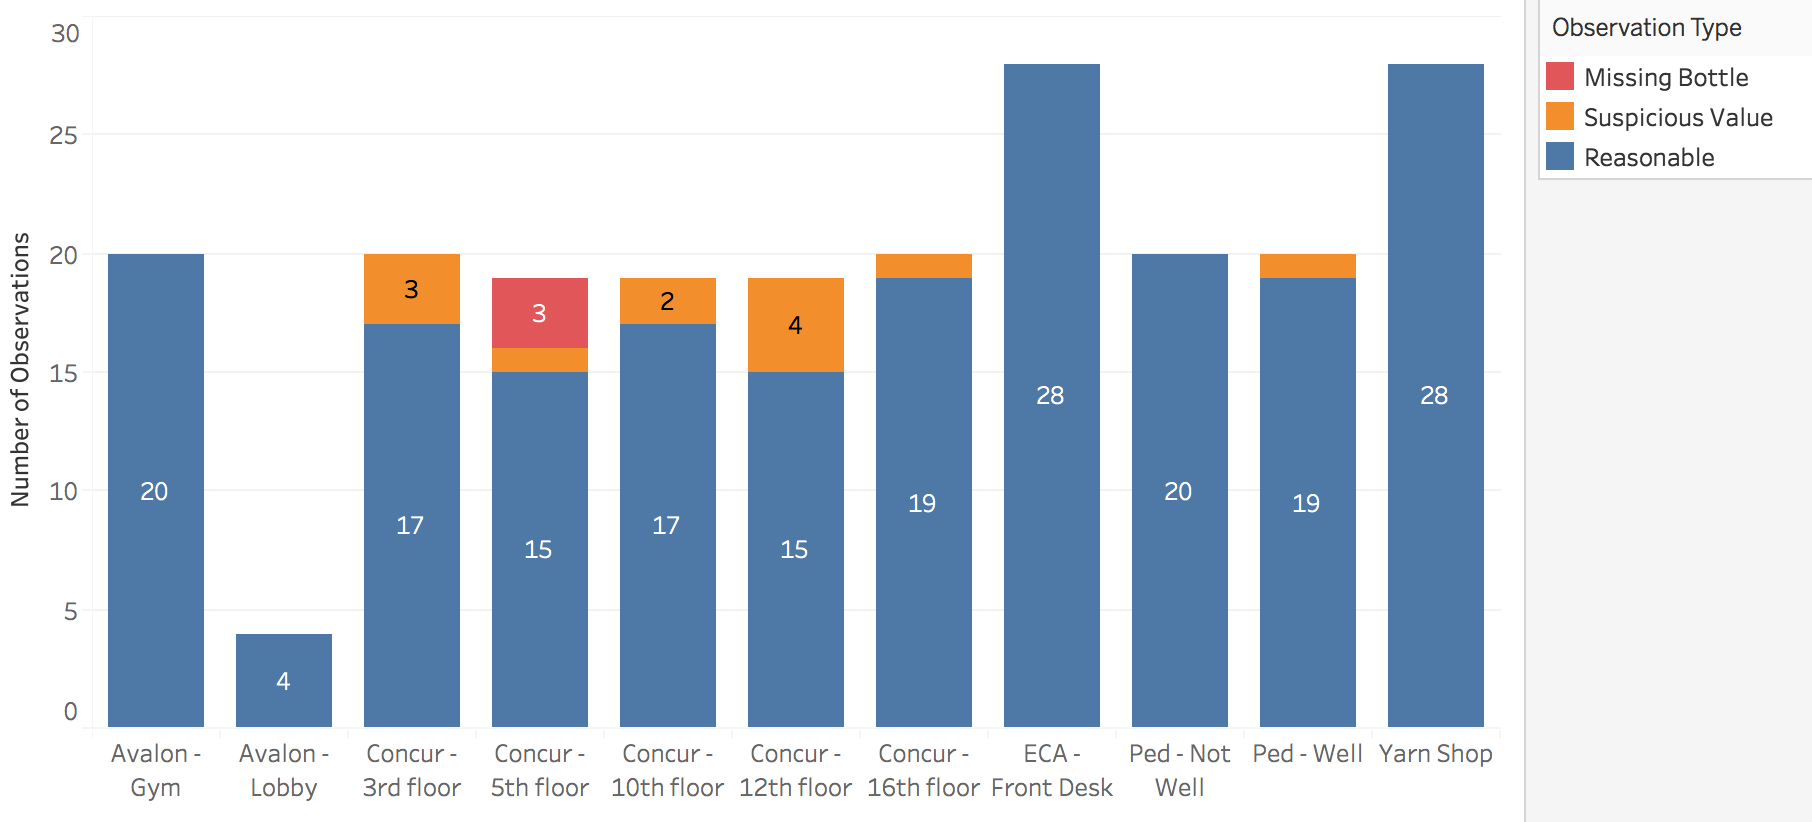 Observation Type
Missing Bottle
Suspicious Value
Reasonable
Number of Observations
30
25
20
15
10
5
0
20
4
3
17
3
15
2
17
4
15
19
28
20
19
28
Avalon - Gym
Avalon - Lobby
Concur - 3rd floor
Concur - 5th floor
Concur - 10th floor
Concur - 12th floor
Concur - 16th floor
ECA - Front Desk
Ped - Not Well
Ped - Well
Yarn Shop